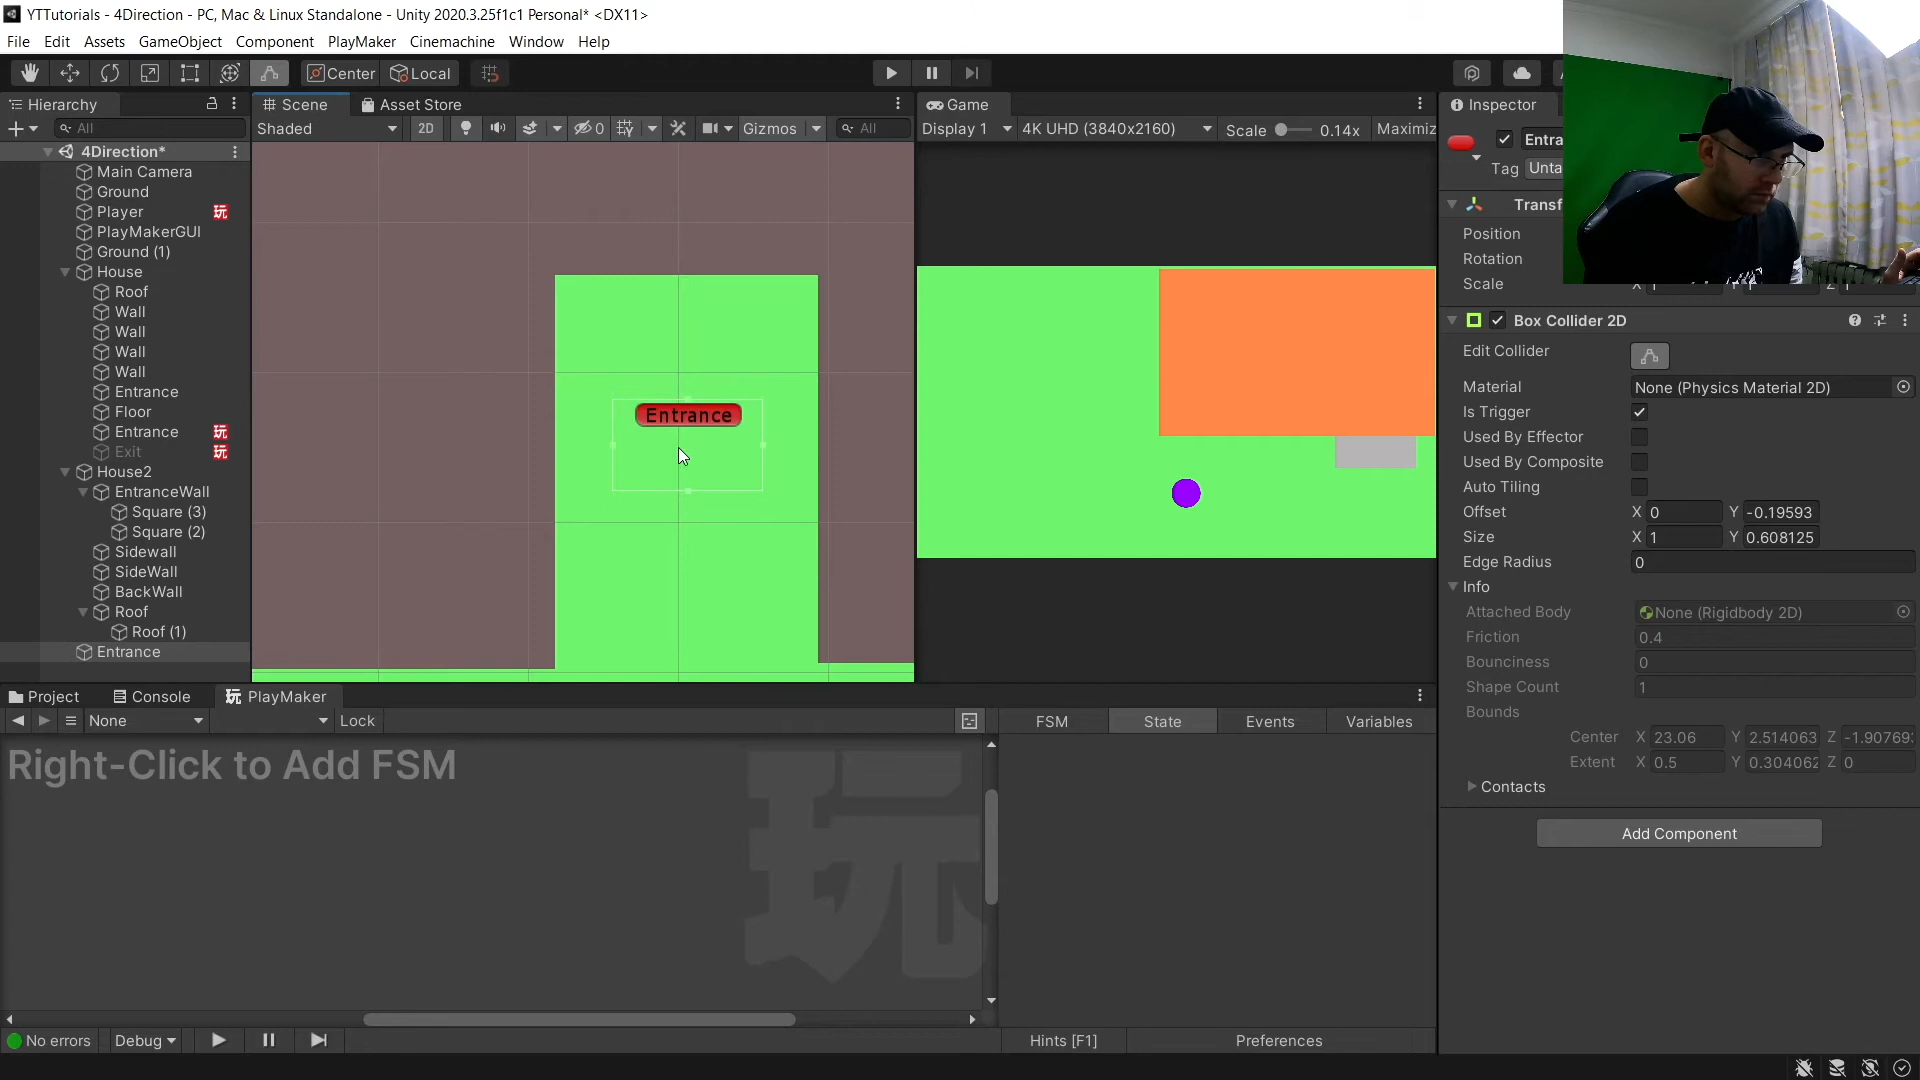 YTTutorials - 4Direction - PC, Mac & Linux Standalone - Unity 2020.3.25f1c1 Personal* <DX11>
File Edit Assets GameObject Component PlayMaker Cinemachine Window Help
Center Local
Hierarchy
All
4Direction*
Main Camera
Ground
Player 玩
PlayMakerGUI
Ground (1)
House
Roof
Wall
Wall
Wall
Wall
Entrance
Floor
Entrance 玩
Exit 玩
House2
EntranceWall
Square (3)
Square (2)
Sidewall
SideWall
BackWall
Roof
Roof (1)
Entrance
Scene Asset Store
Shaded 2D 0 Gizmos All
Entrance
Game
Display 1 4K UHD (3840x2160) Scale 0.14x Maximiz
Inspector
Entra
Tag Unta
Transf
Position
Rotation
Scale
Box Collider 2D
Edit Collider
Material None (Physics Material 2D)
Is Trigger
Used By Effector
Used By Composite
Auto Tiling
Offset X 0 Y -0.19593
Size X 1 Y 0.608125
Edge Radius 0
Info
Attached Body None (Rigidbody 2D)
Friction 0.4
Bounciness 0
Shape Count 1
Bounds
Center X 23.06 Y 2.514063 Z -1.90769
Extent X 0.5 Y 0.304062 Z 0
Contacts
Add Component
Project Console 玩 PlayMaker
None Lock
FSM State Events Variables
Right-Click to Add FSM
玩
No errors Debug
Hints [F1] Preferences